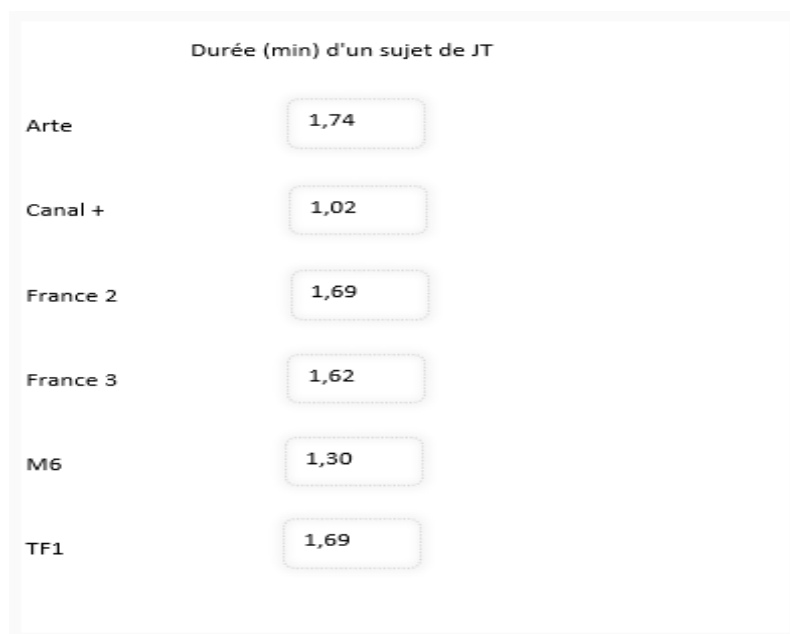 Durée (min) d'un sujet de JT
Arte 1,74
Canal + 1,02
France 2 1,69
France 3 1,62
M6 1,30
TF1 1,69